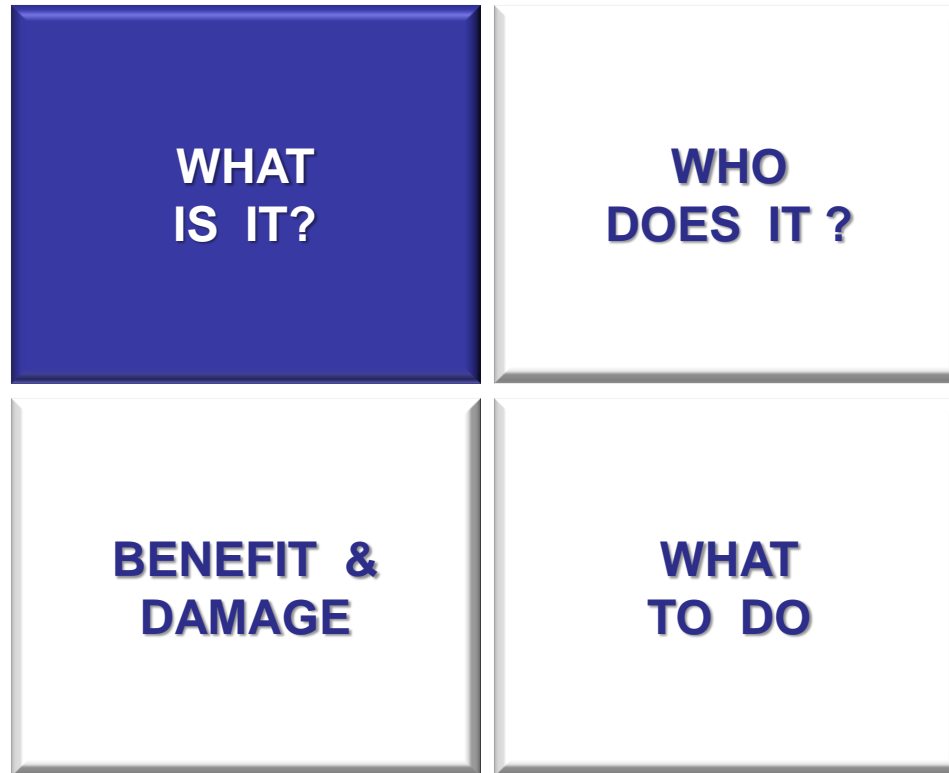 WHAT
IS IT?
WHO
DOES IT ?
BENEFIT &
DAMAGE
WHAT
TO DO